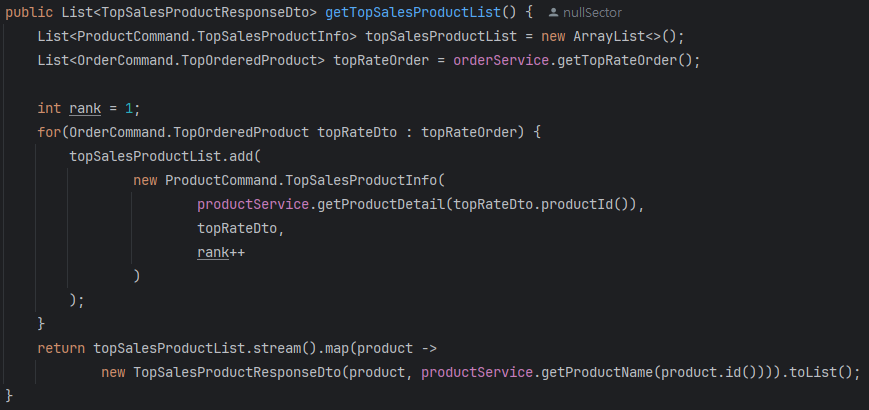 public List<TopSalesProductResponseDto> getTopSalesProductList() { nullSector
    List<ProductCommand.TopSalesProductInfo> topSalesProductList = new ArrayList<>();
    List<OrderCommand.TopOrderedProduct> topRateOrder = orderService.getTopRateOrder();

    int rank = 1;
    for(OrderCommand.TopOrderedProduct topRateDto : topRateOrder) {
        topSalesProductList.add(
                new ProductCommand.TopSalesProductInfo(
                        productService.getProductDetail(topRateDto.productId()),
                        topRateDto,
                        rank++
                )
        );
    }
    return topSalesProductList.stream().map(product ->
            new TopSalesProductResponseDto(product, productService.getProductName(product.id()))).toList();
}